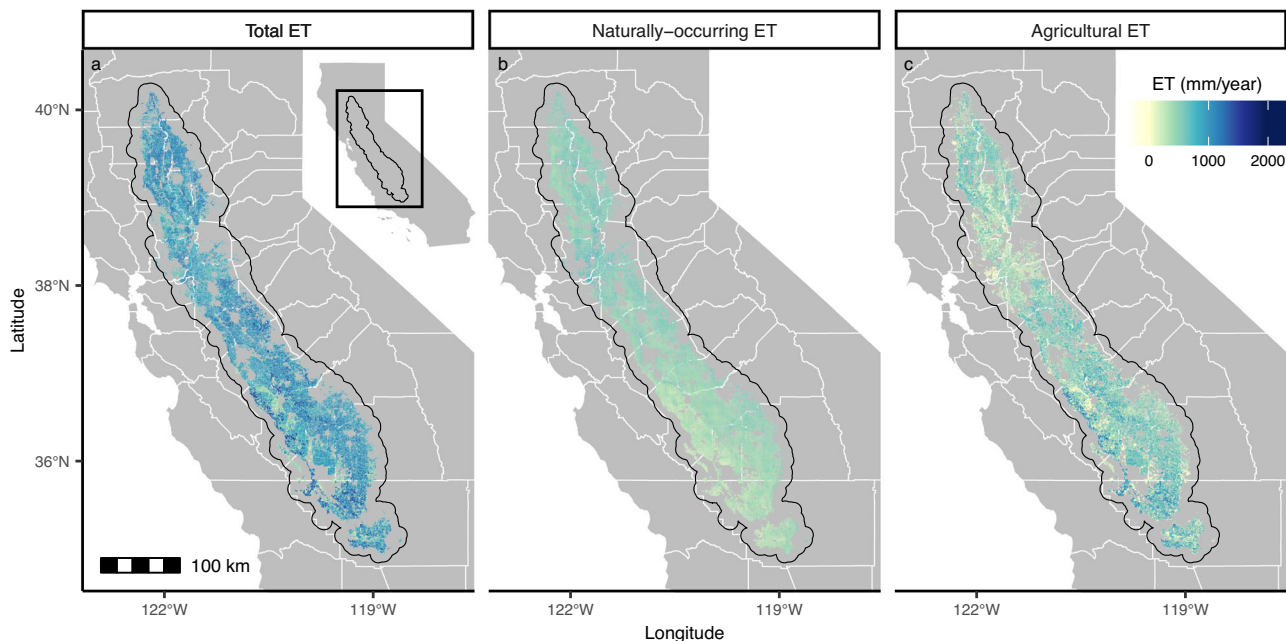 Total ET
Naturally−occurring ET
Agricultural ET
a
b
c
ET (mm/year)
0 1000 2000
40°N
38°N
36°N
Latitude
100 km
122°W 119°W
122°W 119°W
122°W 119°W
Longitude